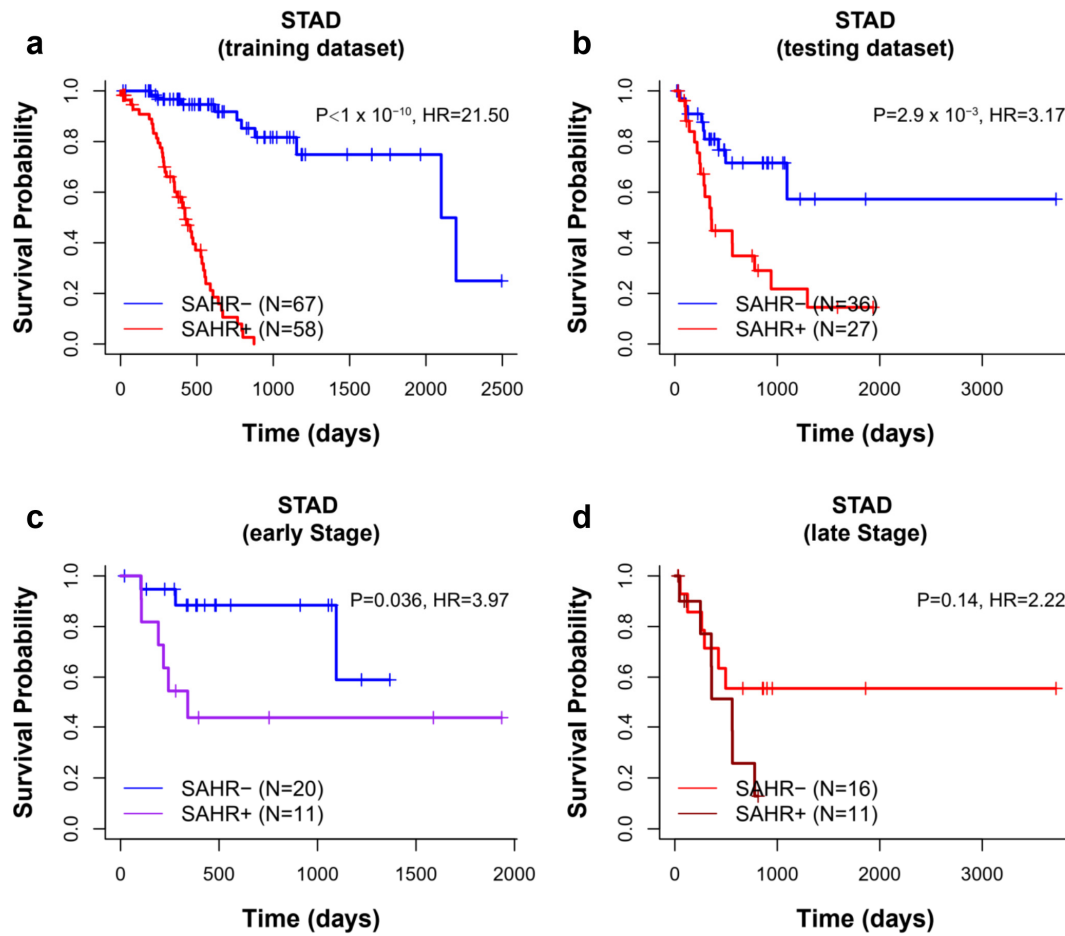 a
STAD
(training dataset)
Survival Probability
0.0 0.2 0.4 0.6 0.8 1.0
P<1 x 10⁻¹⁰, HR=21.50
SAHR− (N=67)
SAHR+ (N=58)
0 500 1000 1500 2000 2500
Time (days)
b
STAD
(testing dataset)
Survival Probability
0.0 0.2 0.4 0.6 0.8 1.0
P=2.9 x 10⁻³, HR=3.17
SAHR− (N=36)
SAHR+ (N=27)
0 1000 2000 3000
Time (days)
c
STAD
(early Stage)
Survival Probability
0.0 0.2 0.4 0.6 0.8 1.0
P=0.036, HR=3.97
SAHR− (N=20)
SAHR+ (N=11)
0 500 1000 1500 2000
Time (days)
d
STAD
(late Stage)
Survival Probability
0.0 0.2 0.4 0.6 0.8 1.0
P=0.14, HR=2.22
SAHR− (N=16)
SAHR+ (N=11)
0 1000 2000 3000
Time (days)